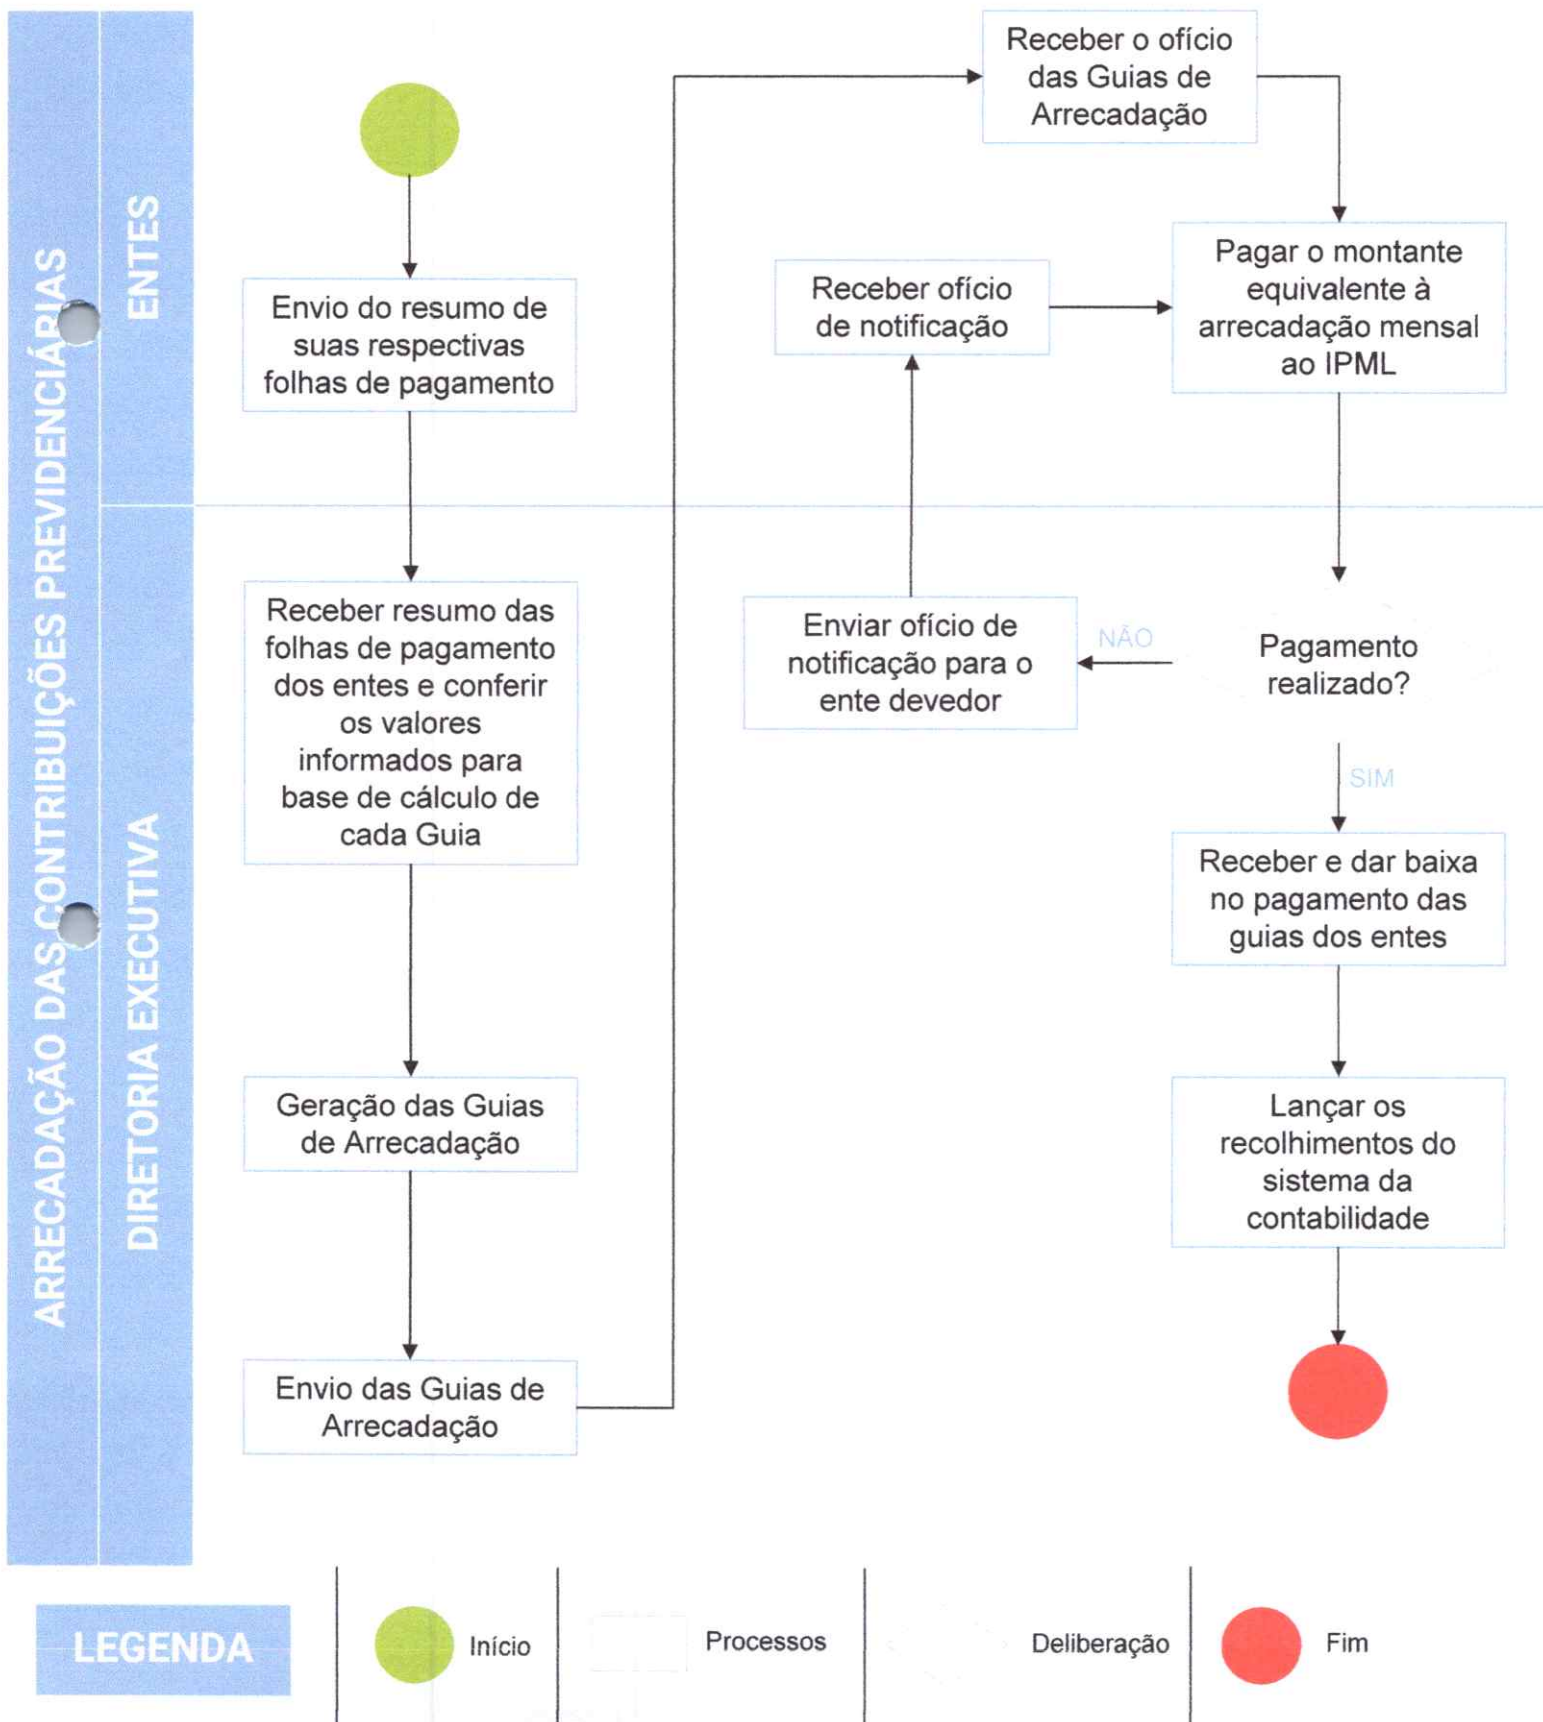 ARRECADAÇÃO DAS CONTRIBUIÇÕES PREVIDENCIÁRIAS
ENTES
DIRETORIA EXECUTIVA
Envio do resumo de
suas respectivas
folhas de pagamento
Receber resumo das
folhas de pagamento
dos entes e conferir
os valores
informados para
base de cálculo de
cada Guia
Geração das Guias
de Arrecadação
Envio das Guias de
Arrecadação
Receber o ofício
das Guias de
Arrecadação
Pagar o montante
equivalente à
arrecadação mensal
ao IPML
Receber ofício
de notificação
Enviar ofício de
notificação para o
ente devedor
NÃO
Pagamento
realizado?
SIM
Receber e dar baixa
no pagamento das
guias dos entes
Lançar os
recolhimentos do
sistema da
contabilidade
LEGENDA
Início
Processos
Deliberação
Fim